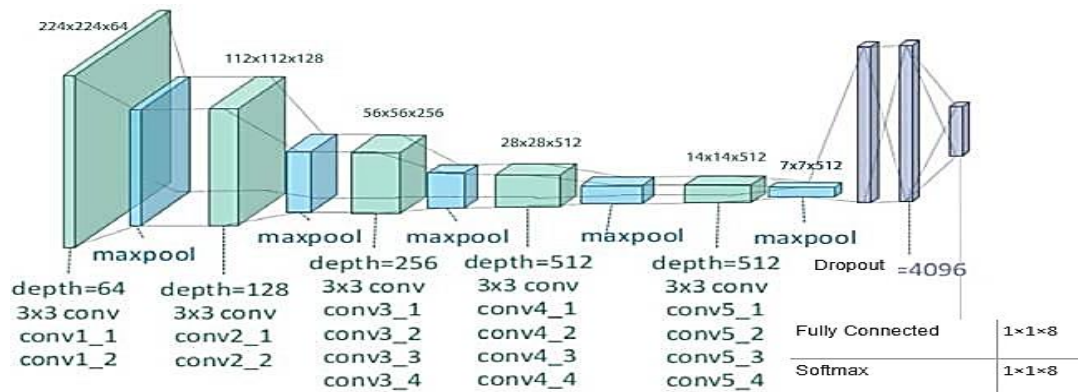 224x224x64
112x112x128
56x56x256
28x28x512
14x14x512
7x7x512
maxpool
maxpool
maxpool
maxpool
maxpool
depth=64
3x3 conv
conv1_1
conv1_2
depth=128
3x3 conv
conv2_1
conv2_2
depth=256
3x3 conv
conv3_1
conv3_2
conv3_3
conv3_4
depth=512
3x3 conv
conv4_1
conv4_2
conv4_3
conv4_4
depth=512
3x3 conv
conv5_1
conv5_2
conv5_3
conv5_4
Dropout =4096
Fully Connected 1×1×8
Softmax 1×1×8